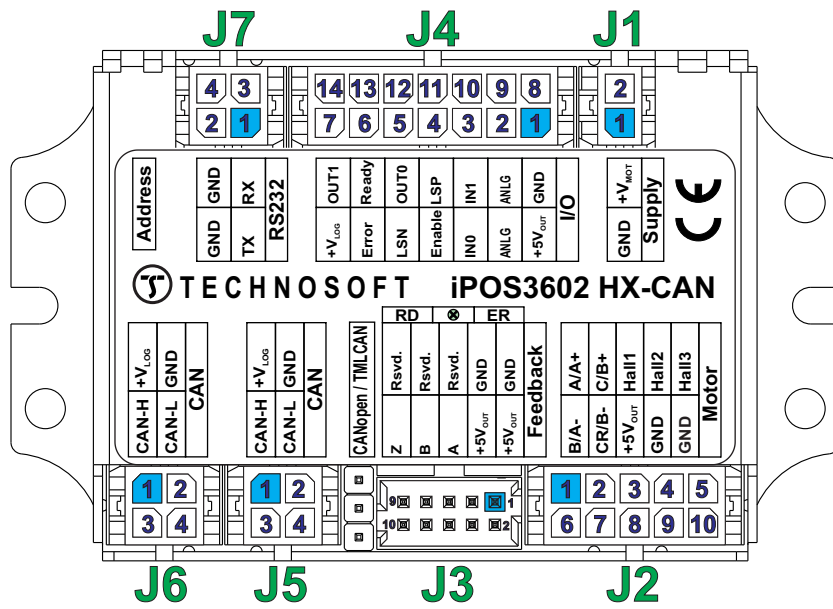 J7 J4 J1
4 3 14 13 12 11 10 9 8 2
2 1 7 6 5 4 3 2 1 1
Address
GND RX
GND TX
RS232
OUT1 Ready OUT0 LSP IN1 ANLG GND
+VLOG Error LSN Enable IN0 ANLG +5VOUT
I/O
+VMOT
GND
Supply
CE
TECHNOSOFT iPOS3602 HX-CAN
RD ER
+VLOG GND
CAN-H CAN-L
CAN
+VLOG GND
CAN-H CAN-L
CAN
CANopen / TMLCAN
Rsvd. Rsvd. Rsvd. GND GND
Z B A +5VOUT +5VOUT
Feedback
A/A+ C/B+ Hall1 Hall2 Hall3
B/A- CR/B- +5VOUT GND GND
Motor
1 2 1 2 9 1 1 2 3 4 5
3 4 3 4 10 2 6 7 8 9 10
J6 J5 J3 J2